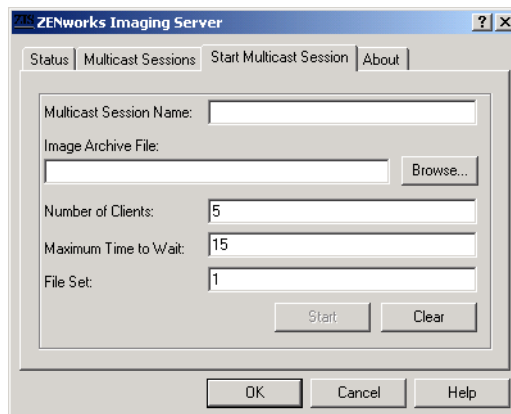 ZIS ZENworks Imaging Server
Status Multicast Sessions Start Multicast Session About
Multicast Session Name:
Image Archive File:
Browse...
Number of Clients: 5
Maximum Time to Wait: 15
File Set: 1
Start Clear
OK Cancel Help